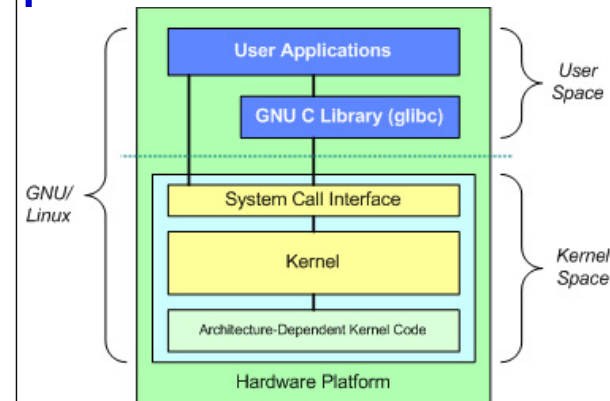 User Applications
GNU C Library (glibc)
User
Space
GNU/
Linux
System Call Interface
Kernel
Architecture-Dependent Kernel Code
Kernel
Space
Hardware Platform